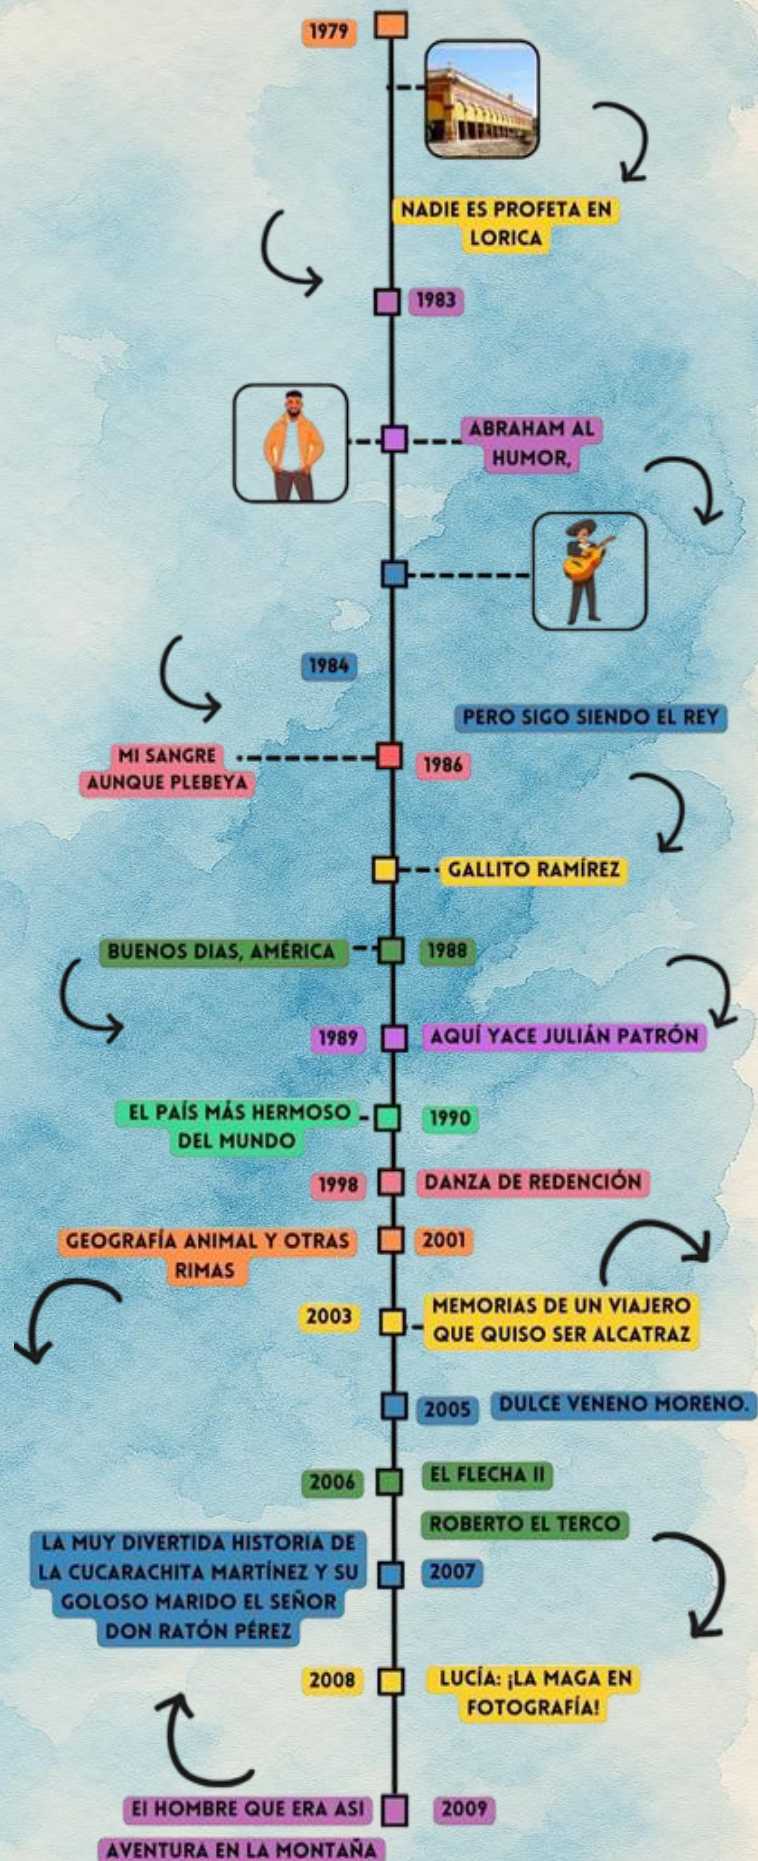 1979
NADIE ES PROFETA EN
LORICA
1983
ABRAHAM AL
HUMOR,
1984
PERO SIGO SIENDO EL REY
MI SANGRE
AUNQUE PLEBEYA
1986
GALLITO RAMÍREZ
BUENOS DIAS, AMÉRICA
1988
1989
AQUÍ YACE JULIÁN PATRÓN
EL PAÍS MÁS HERMOSO
DEL MUNDO
1990
1998
DANZA DE REDENCIÓN
GEOGRAFÍA ANIMAL Y OTRAS
RIMAS
2001
2003
MEMORIAS DE UN VIAJERO
QUE QUISO SER ALCATRAZ
2005
DULCE VENENO MORENO.
2006
EL FLECHA II
ROBERTO EL TERCO
LA MUY DIVERTIDA HISTORIA DE
LA CUCARACHITA MARTÍNEZ Y SU
GOLOSO MARIDO EL SEÑOR
DON RATÓN PÉREZ
2007
2008
LUCÍA: ¡LA MAGA EN
FOTOGRAFÍA!
El HOMBRE QUE ERA ASI
2009
AVENTURA EN LA MONTAÑA